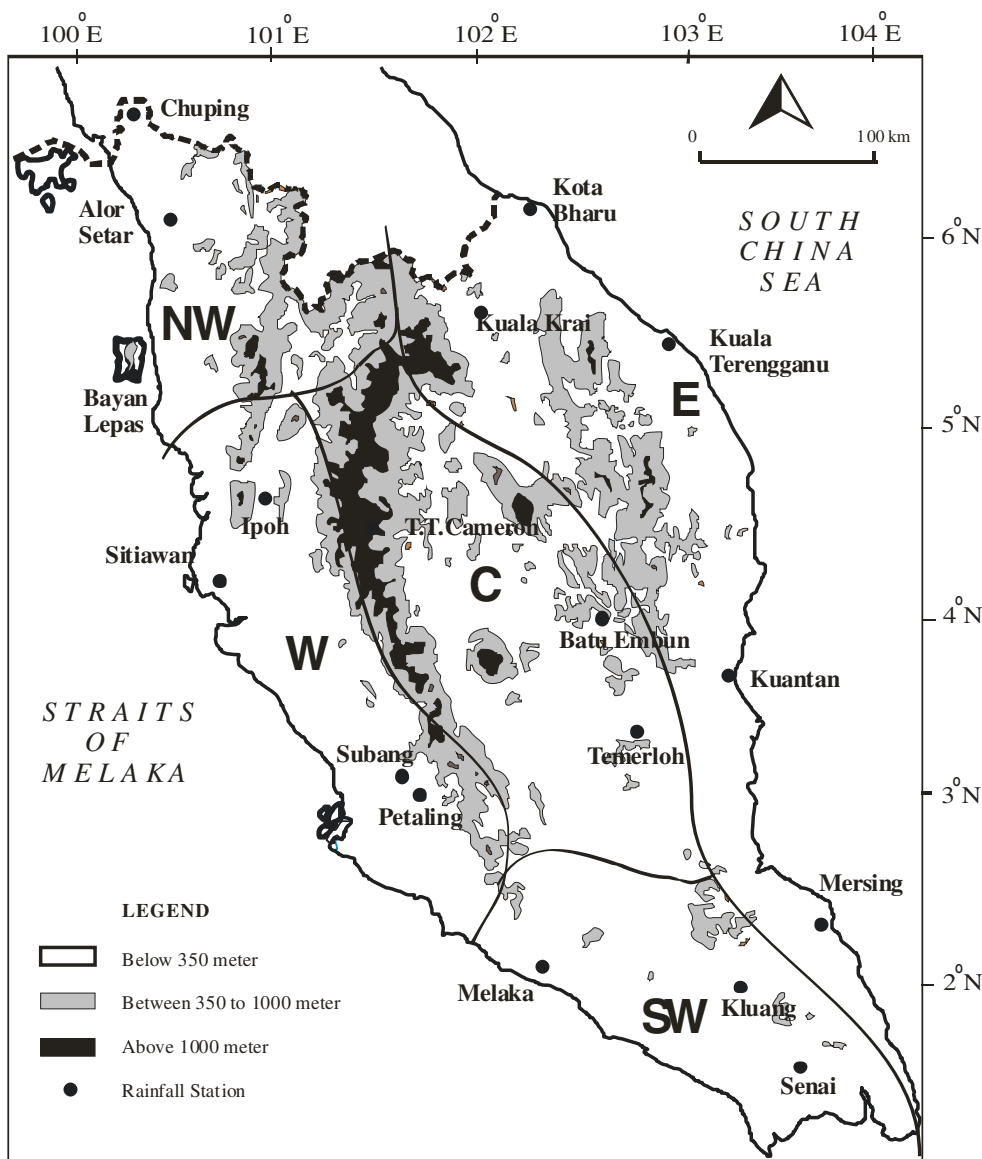 100°E 101°E 102°E 103°E 104°E
Chuping
0 100 km
Kota
Bharu
Alor
Setar
SOUTH
CHINA
SEA
6°N
NW
Kuala Krai
Kuala
Terengganu
Bayan
Lepas
E
5°N
Ipoh
T.T.Cameron
Sitiawan
C
4°N
W
Batu Embun
Kuantan
STRAITS
OF
MELAKA
Subang
Temerloh
3°N
Petaling
Mersing
LEGEND
Below 350 meter
Melaka
2°N
Between 350 to 1000 meter
SW
Kluang
Above 1000 meter
Senai
Rainfall Station